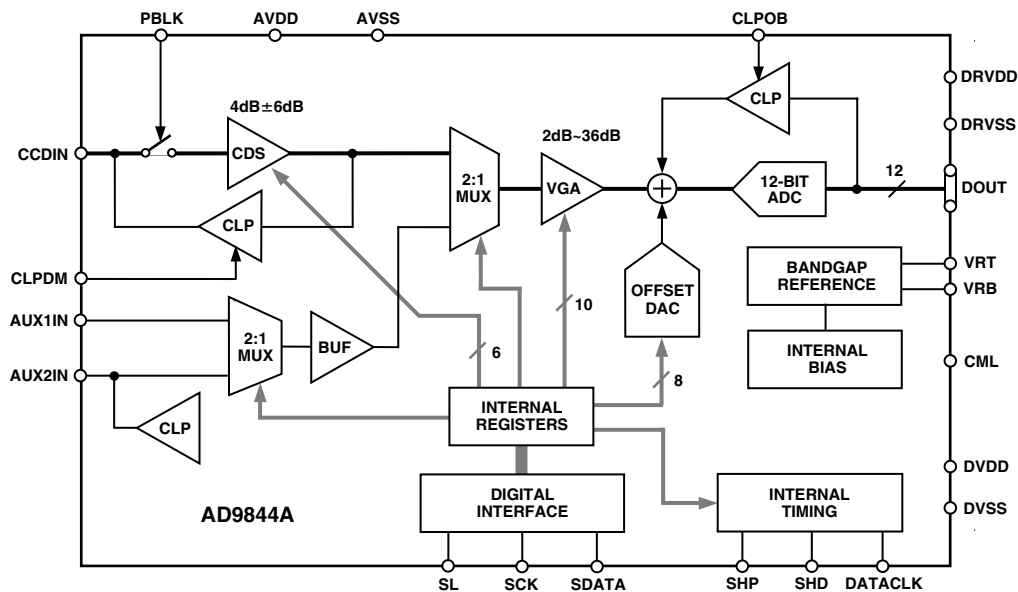 PBLK
AVDD
AVSS
CLPOB
DRVDD
4dB±6dB
CLP
2dB~36dB
DRVSS
CCDIN
CDS
2:1
MUX
VGA
12-BIT
ADC
12
DOUT
CLP
CLPDM
BANDGAP
REFERENCE
VRT
VRB
OFFSET
DAC
10
AUX1IN
2:1
MUX
BUF
6
INTERNAL
BIAS
CML
AUX2IN
8
CLP
INTERNAL
REGISTERS
DVDD
DIGITAL
INTERFACE
INTERNAL
TIMING
DVSS
AD9844A
SL
SCK
SDATA
SHP
SHD
DATACLK